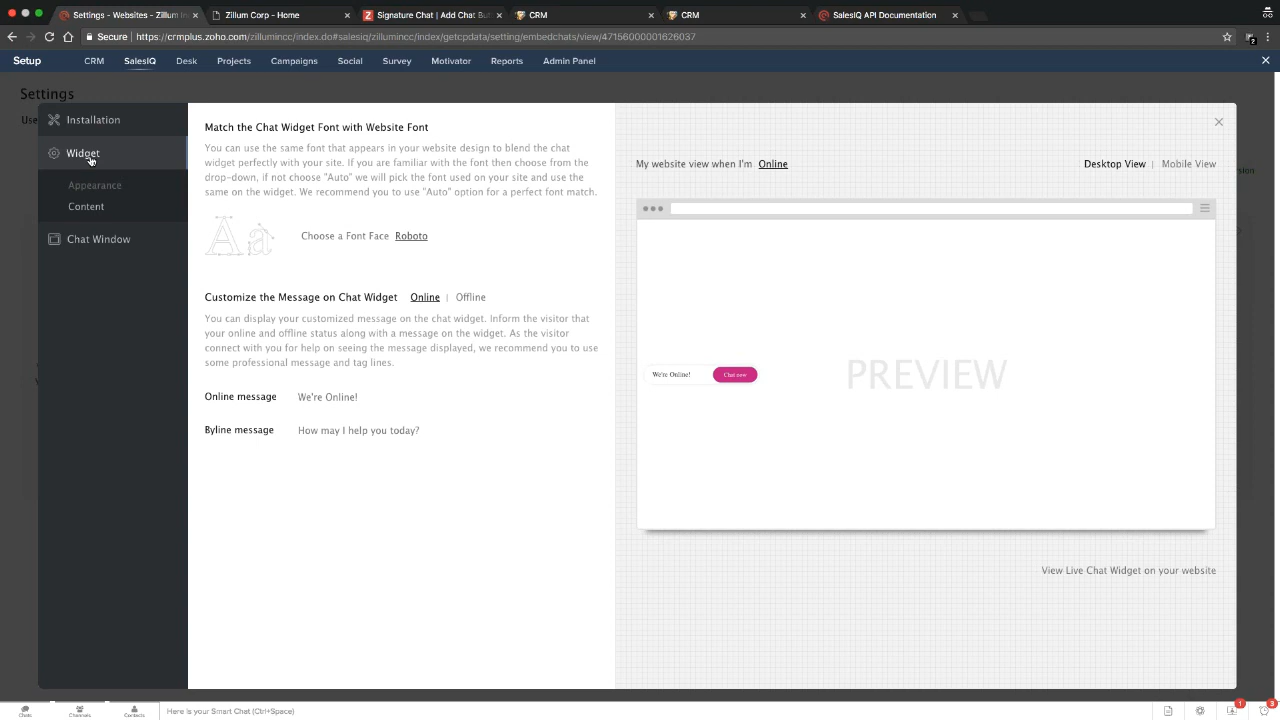 Settings - Widgets - Zillum In
Zillum Corp - Home
Signature Chat | Add Chat But
CRM
CRM
SalesIQ API Documentation
Secure | https://crmplus.zoho.com/zillumincc/index.do#salesiq/zillumincc/index/getcpdata/setting/embedchats/view/47156000001626037
2
Setup CRM SalesIQ Desk Projects Campaigns Social Survey Motivator Reports Admin Panel
Settings
Installation
Widget
Appearance
Content
Chat Window
Match the Chat Widget Font with Website Font
You can use the same font that appears in your website design to blend the chat
widget perfectly with your site. If you are familiar with the font then choose from the
drop-down, if not choose "Auto" we will pick the font used on your site and use the
same on the widget. We recommend you to use "Auto" option for a perfect font match.
Aa
Choose a Font Face Roboto
Customize the Message on Chat Widget Online | Offline
You can display your customized message on the chat widget. Inform the visitor that
your online and offline status along with a message on the widget. As the visitor
connect with you for help on seeing the message displayed, we recommend you to use
some professional message and tag lines.
Online message We're Online!
Byline message How may I help you today?
My website view when I'm Online
Desktop View | Mobile View
We're Online! Chat now
PREVIEW
View Live Chat Widget on your website
Chats Channels Contacts
Here is your Smart Chat (Ctrl+Space)
1 3